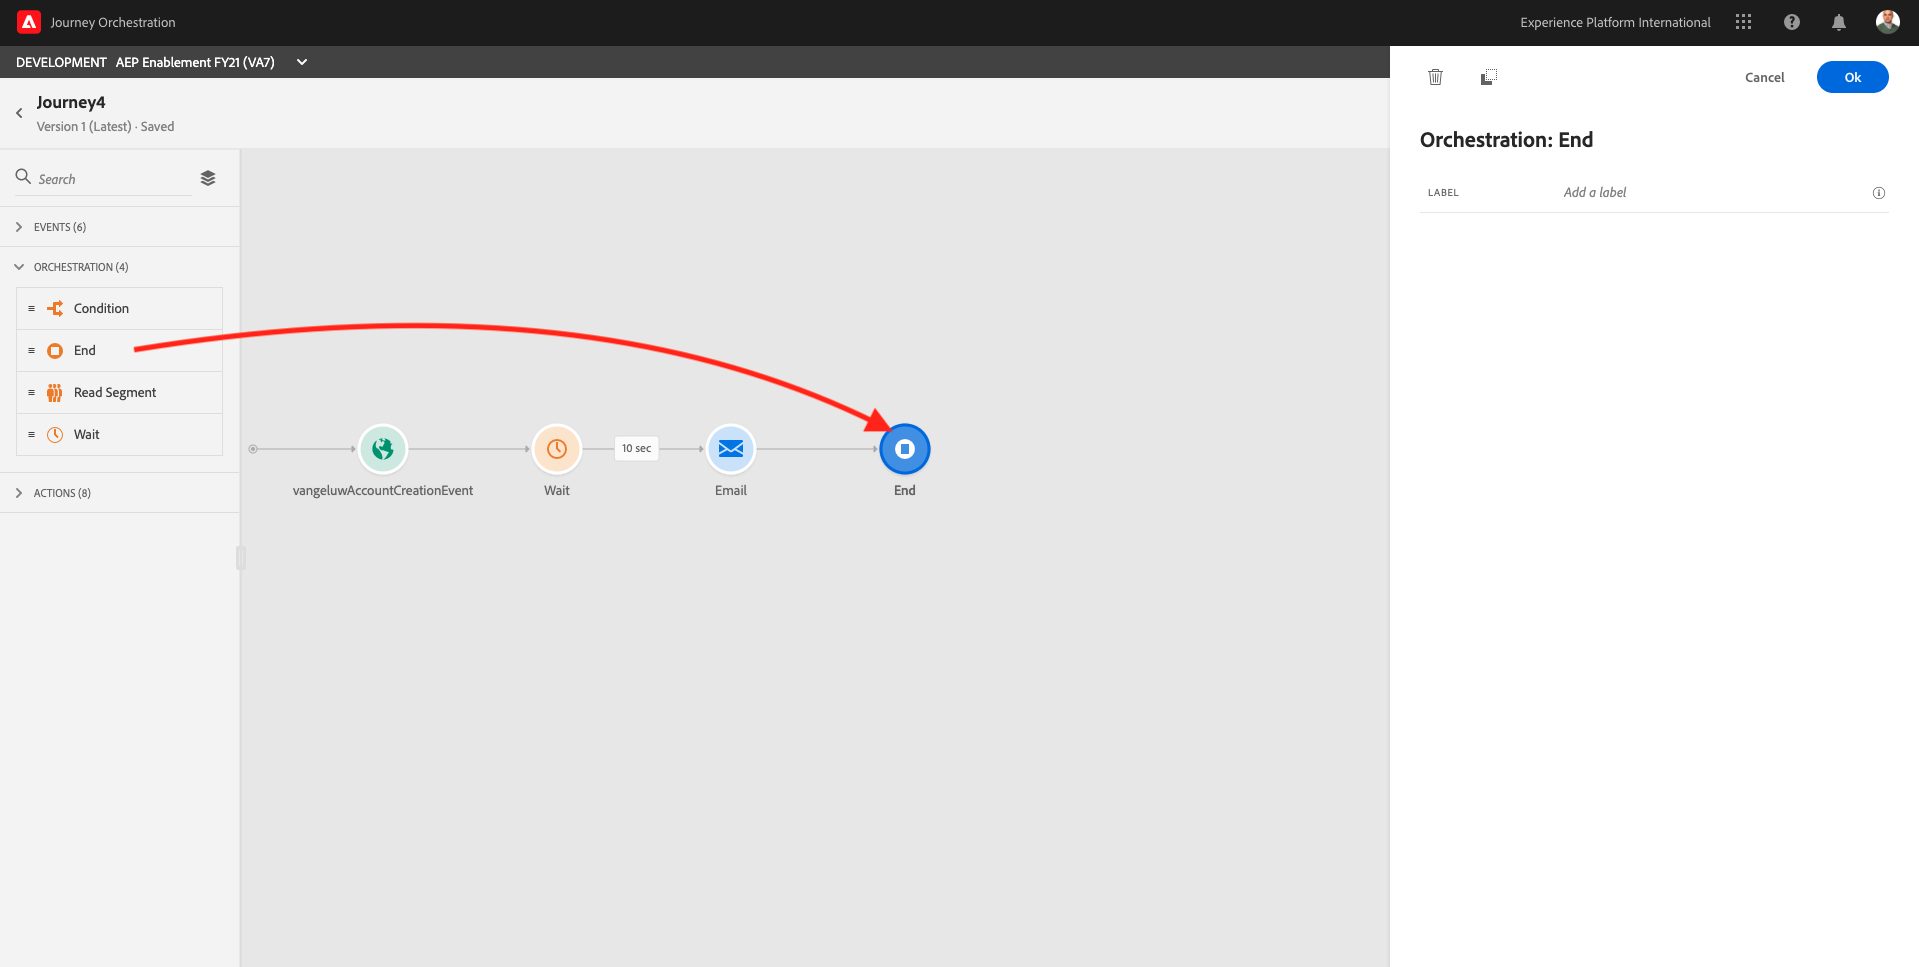 Journey Orchestration
Experience Platform International
DEVELOPMENT AEP Enablement FY21 (VA7)
Cancel
Ok
Journey4
Version 1 (Latest) · Saved
Orchestration: End
Search
LABEL
Add a label
EVENTS (6)
ORCHESTRATION (4)
Condition
End
Read Segment
Wait
ACTIONS (8)
10 sec
vangeluwAccountCreationEvent
Wait
Email
End